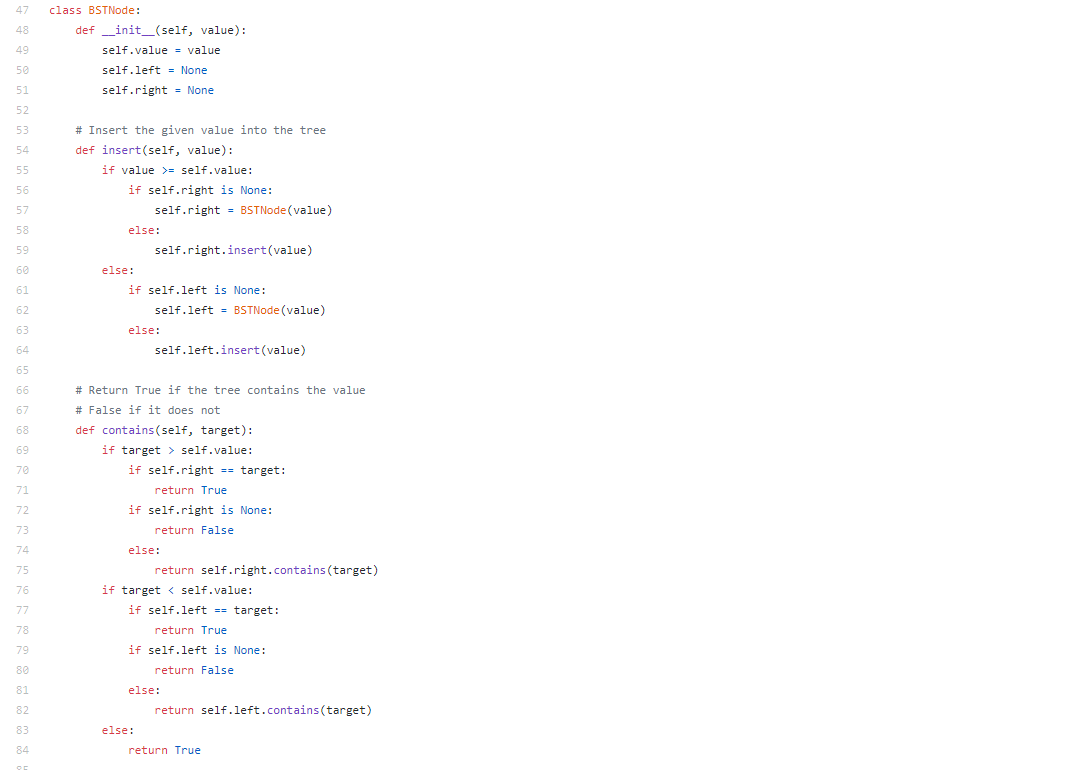 47 class BSTNode:
48     def __init__(self, value):
49         self.value = value
50         self.left = None
51         self.right = None
52
53     # Insert the given value into the tree
54     def insert(self, value):
55         if value >= self.value:
56             if self.right is None:
57                 self.right = BSTNode(value)
58             else:
59                 self.right.insert(value)
60         else:
61             if self.left is None:
62                 self.left = BSTNode(value)
63             else:
64                 self.left.insert(value)
65
66     # Return True if the tree contains the value
67     # False if it does not
68     def contains(self, target):
69         if target > self.value:
70             if self.right == target:
71                 return True
72             if self.right is None:
73                 return False
74             else:
75                 return self.right.contains(target)
76         if target < self.value:
77             if self.left == target:
78                 return True
79             if self.left is None:
80                 return False
81             else:
82                 return self.left.contains(target)
83         else:
84             return True